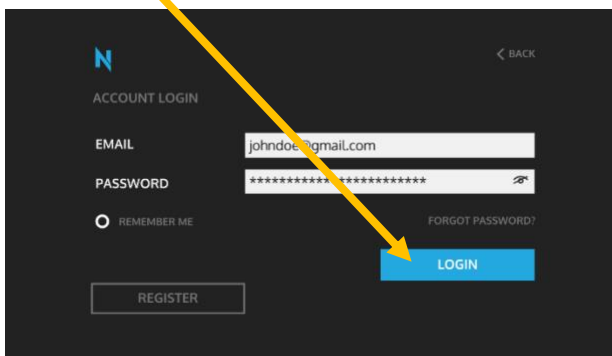 N
< BACK
ACCOUNT LOGIN
EMAIL johndoe@gmail.com
PASSWORD ************************
REMEMBER ME FORGOT PASSWORD?
LOGIN
REGISTER